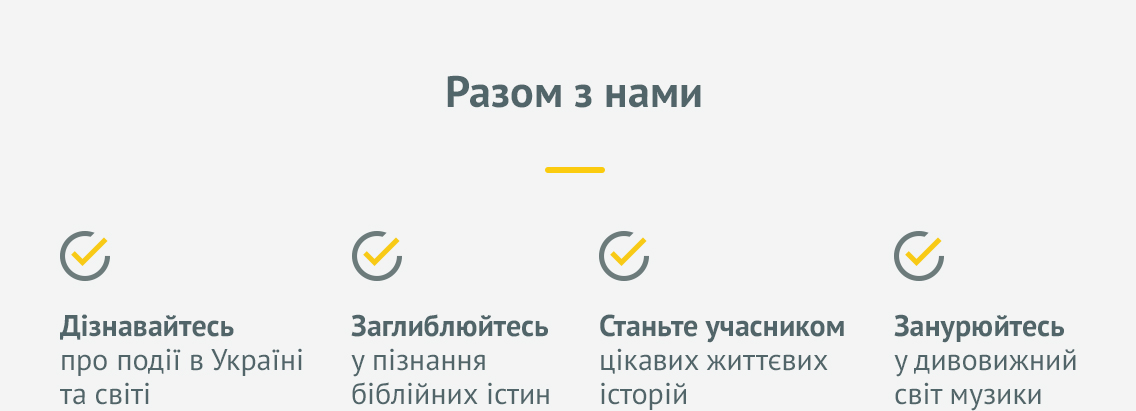 Разом з нами
Дізнавайтесь
про події в Україні
та світі
Заглиблюйтесь
у пізнання
біблійних істин
Станьте учасником
цікавих життєвих
історій
Занурюйтесь
у дивовижний
світ музики